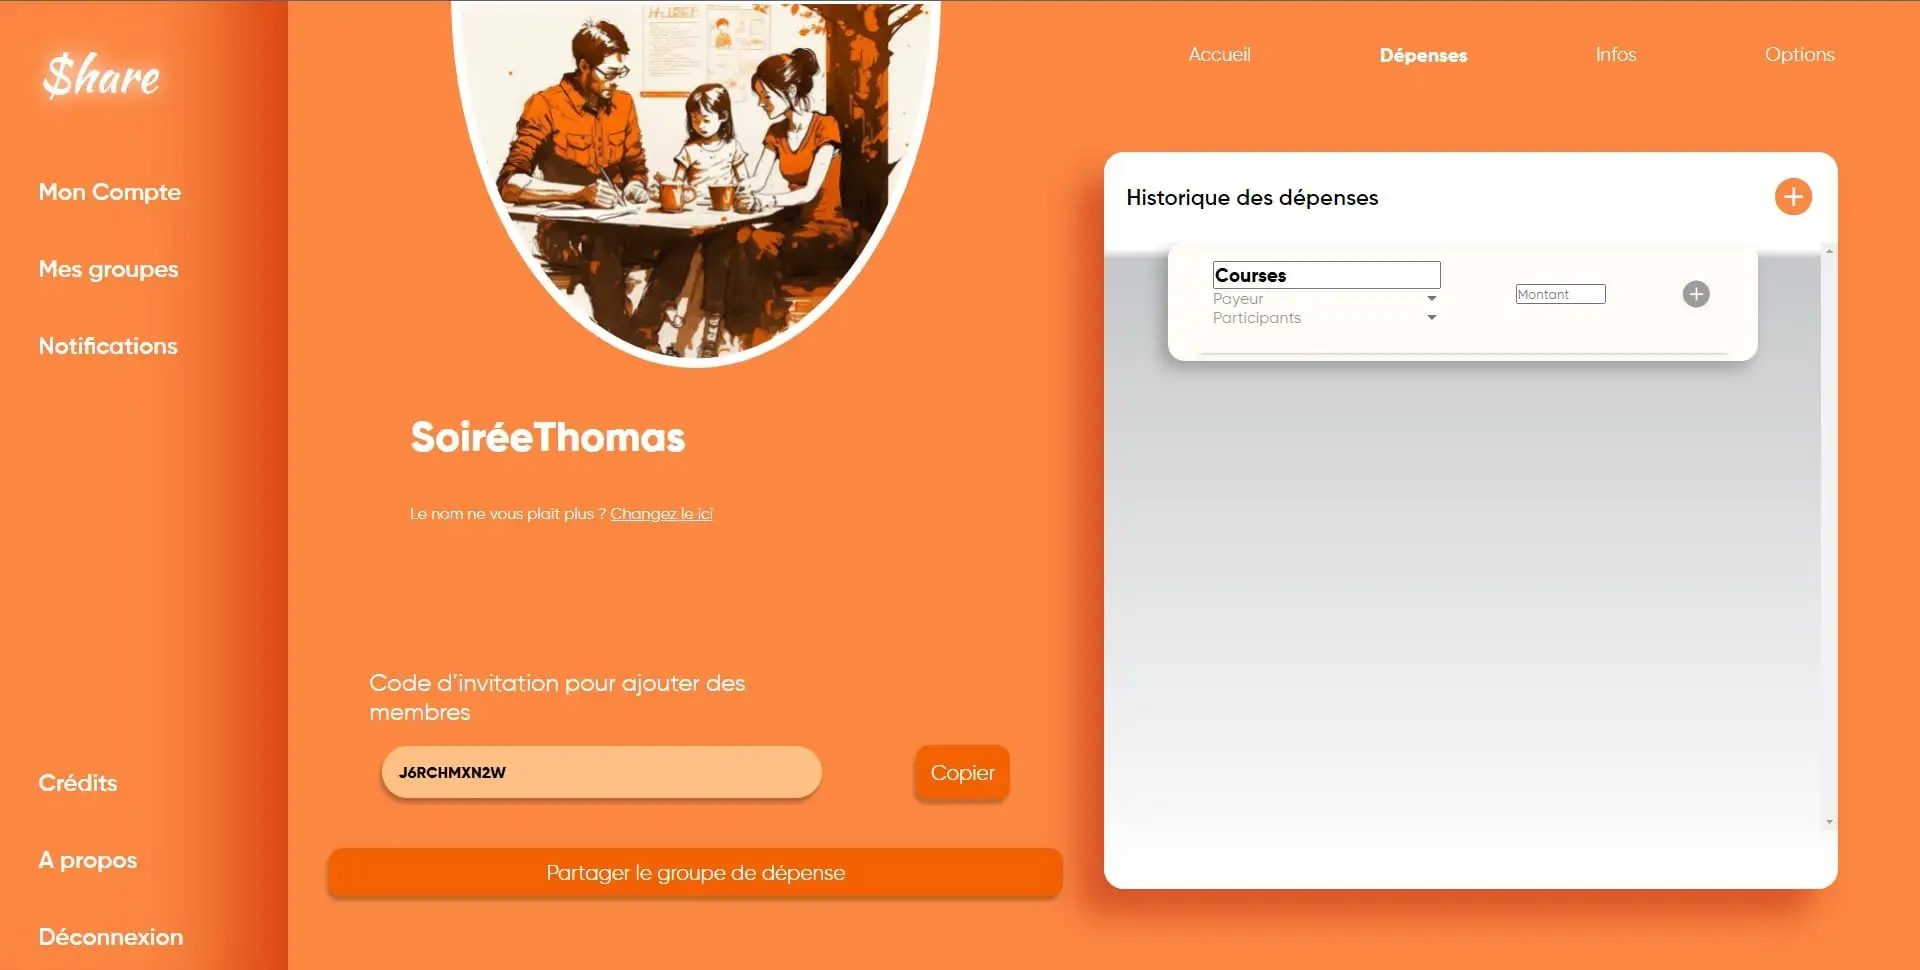 $hare
Mon Compte
Mes groupes
Notifications
Crédits
A propos
Déconnexion
SoiréeThomas
Le nom ne vous plait plus ? Changez le ici
Code d’invitation pour ajouter des
membres
J6RCHMXN2W
Copier
Partager le groupe de dépense
Accueil
Dépenses
Infos
Options
Historique des dépenses
Courses
Payeur
Participants
Montant